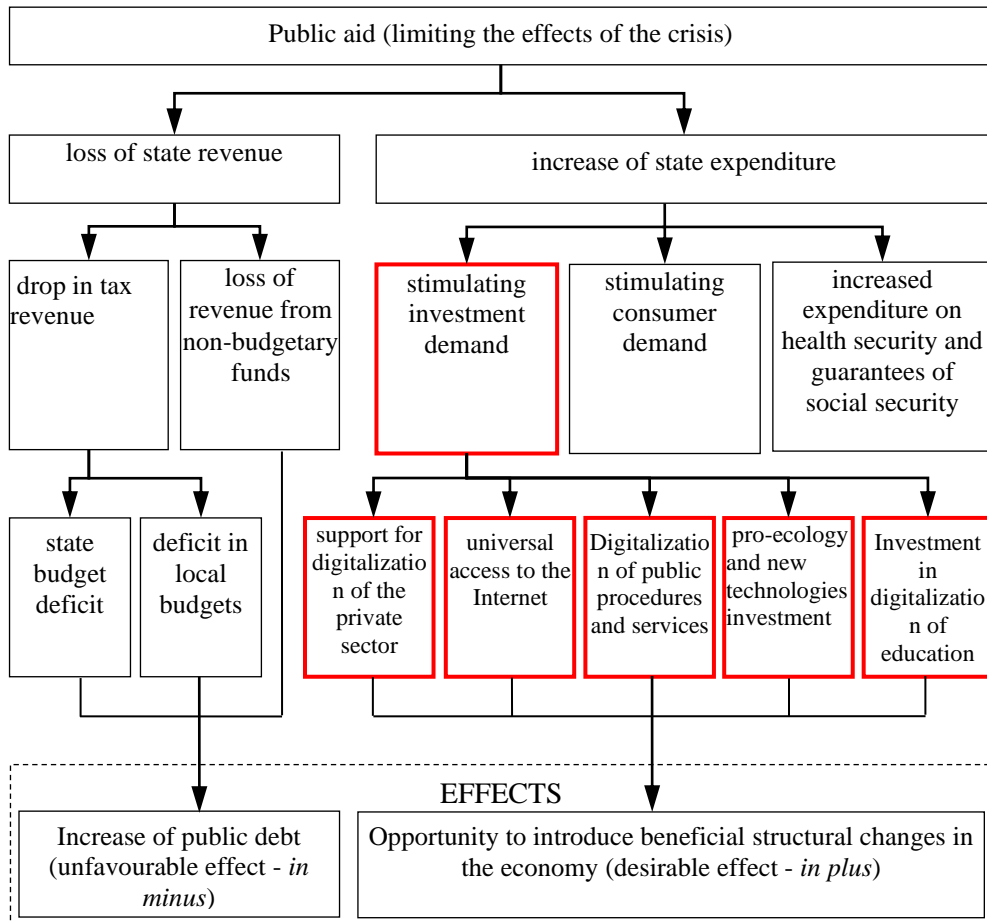 Public aid (limiting the effects of the crisis)
loss of state revenue
increase of state expenditure
drop in tax
revenue
loss of
revenue from
non-budgetary
funds
stimulating
investment
demand
stimulating
consumer
demand
increased
expenditure on
health security and
guarantees of
social security
state
budget
deficit
deficit in
local
budgets
support for
digitalizatio
n of the
private
sector
universal
access to the
Internet
Digitalizatio
n of public
procedures
and services
pro-ecology
and new
technologies
investment
Investment
in
digitalizatio
n of
education
EFFECTS
Increase of public debt
(unfavourable effect - in
minus)
Opportunity to introduce beneficial structural changes in
the economy (desirable effect - in plus)